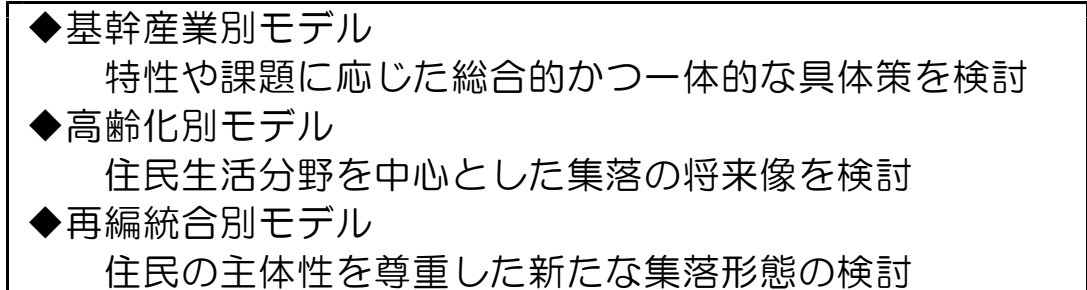 ◆基幹産業別モデル
特性や課題に応じた総合的かつ一体的な具体策を検討
◆高齢化別モデル
住民生活分野を中心とした集落の将来像を検討
◆再編統合別モデル
住民の主体性を尊重した新たな集落形態の検討